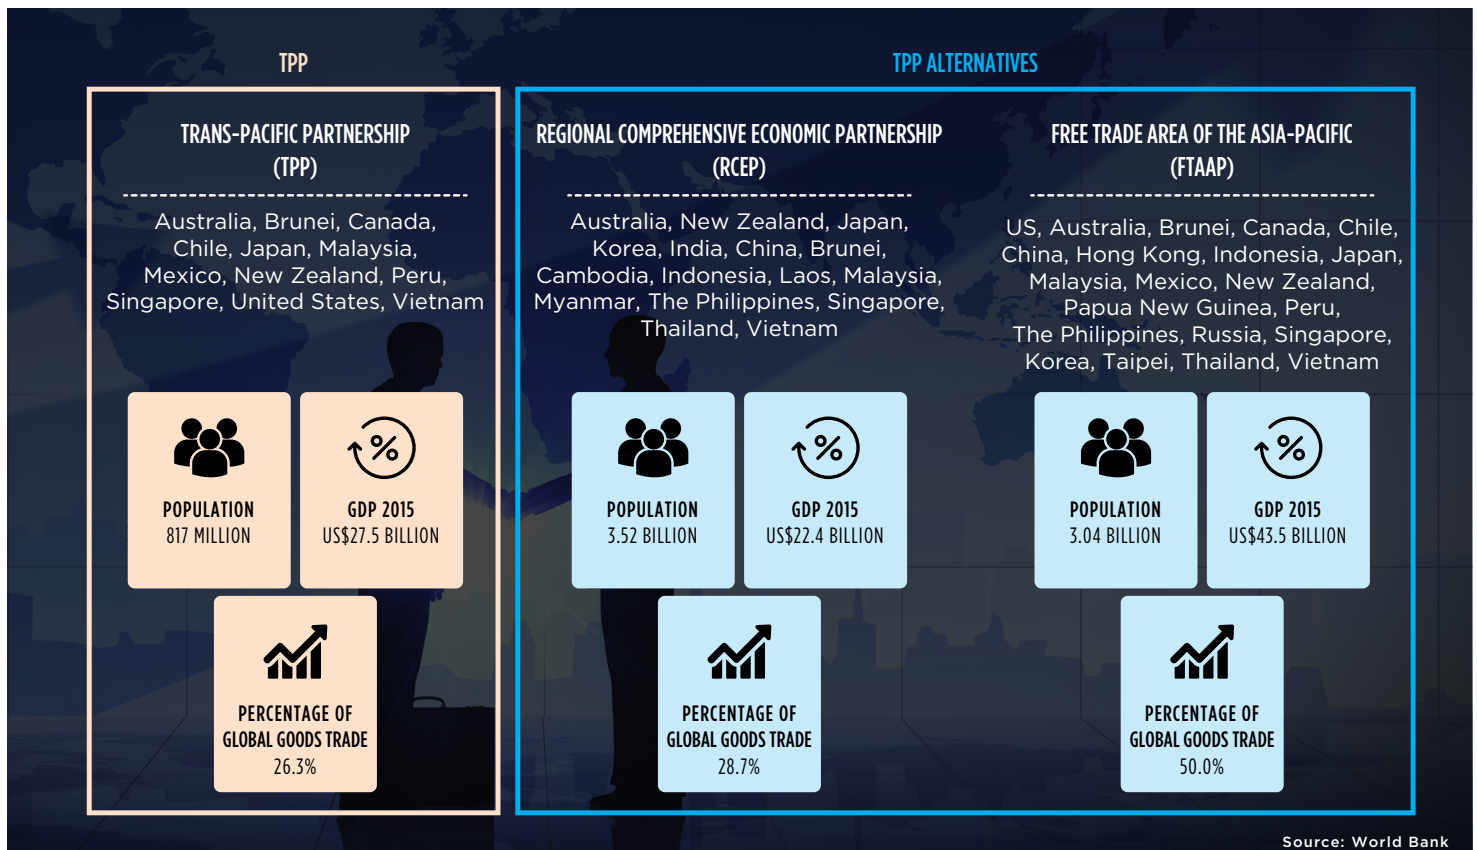 TPP
TRANS-PACIFIC PARTNERSHIP
(TPP)
Australia, Brunei, Canada,
Chile, Japan, Malaysia,
Mexico, New Zealand, Peru,
Singapore, United States, Vietnam
POPULATION
817 MILLION
%
GDP 2015
US$27.5 BILLION
PERCENTAGE OF
GLOBAL GOODS TRADE
26.3%
TPP ALTERNATIVES
REGIONAL COMPREHENSIVE ECONOMIC PARTNERSHIP
(RCEP)
Australia, New Zealand, Japan,
Korea, India, China, Brunei,
Cambodia, Indonesia, Laos, Malaysia,
Myanmar, The Philippines, Singapore,
Thailand, Vietnam
POPULATION
3.52 BILLION
%
GDP 2015
US$22.4 BILLION
PERCENTAGE OF
GLOBAL GOODS TRADE
28.7%
FREE TRADE AREA OF THE ASIA-PACIFIC
(FTAAP)
US, Australia, Brunei, Canada, Chile,
China, Hong Kong, Indonesia, Japan,
Malaysia, Mexico, New Zealand,
Papua New Guinea, Peru,
The Philippines, Russia, Singapore,
Korea, Taipei, Thailand, Vietnam
POPULATION
3.04 BILLION
%
GDP 2015
US$43.5 BILLION
PERCENTAGE OF
GLOBAL GOODS TRADE
50.0%
Source: World Bank